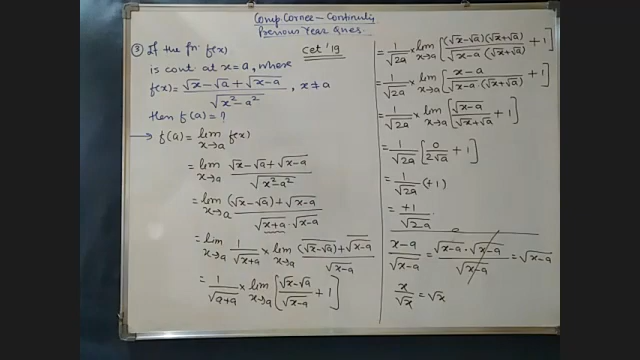 Comp. Corner - Continuity
Previous Year Ques.
③ If the fn. f(x)
Cet '19
is cont at x=a, where
f(x) = (√x - √a + √(x-a)) / √(x² - a²), x ≠ a
then f(a) = ?
→ f(a) = lim x→a f(x)
= lim x→a (√x - √a + √(x-a)) / √(x² - a²)
= lim x→a ((√x - √a) + √(x-a)) / (√(x+a) · √(x-a))
= lim x→a 1/√(x+a) × lim x→a ((√x - √a) + √(x-a)) / √(x-a)
= 1/√(a+a) × lim x→a [(√x - √a)/√(x-a) + 1]
= 1/√2a × lim x→a [((√x - √a)(√x + √a)) / (√(x-a) · (√x + √a)) + 1]
= 1/√2a × lim x→a [(x-a) / (√(x-a) · (√x + √a)) + 1]
= 1/√2a × lim x→a [√(x-a) / (√x + √a) + 1]
= 1/√2a [0/(2√a) + 1]
= 1/√2a (+1)
= +1/√2a
(x-a)/√(x-a) = (√(x-a) · √(x-a))/√(x-a) = √(x-a)
x/√x = √x